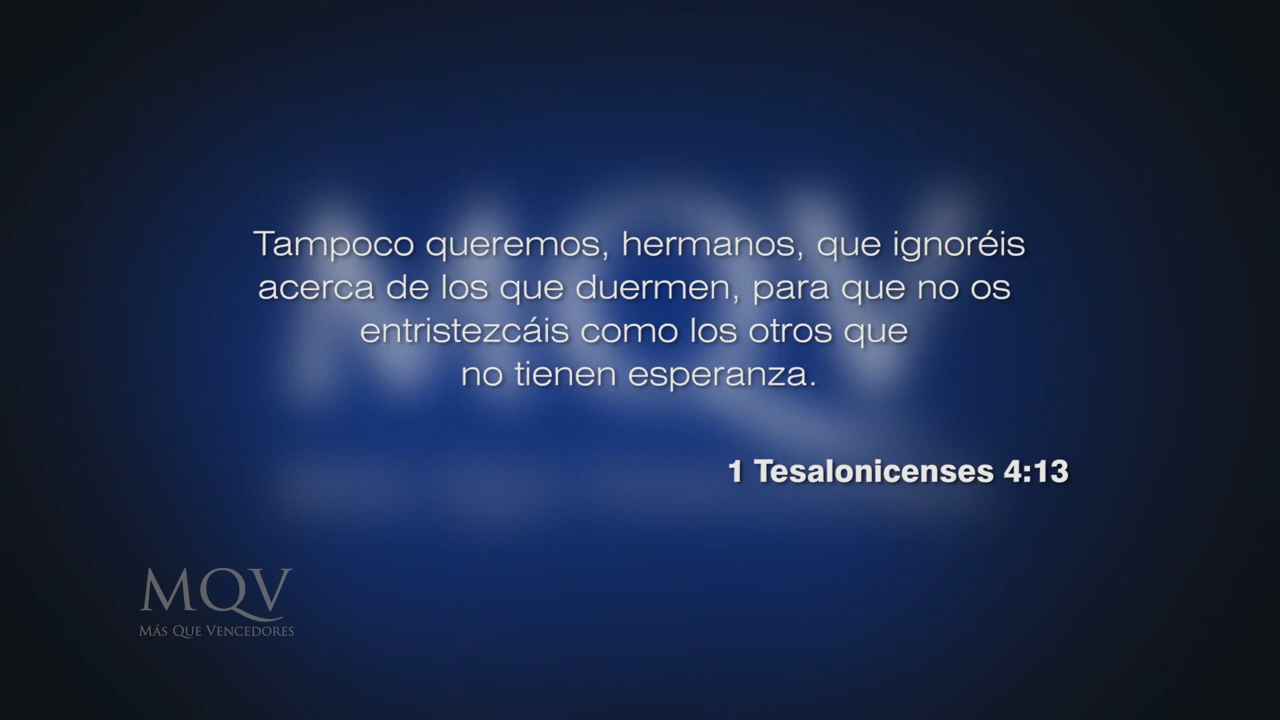 Tampoco queremos, hermanos, que ignoréis
acerca de los que duermen, para que no os
entristezcáis como los otros que
no tienen esperanza.
1 Tesalonicenses 4:13
MQV
MÁS QUE VENCEDORES